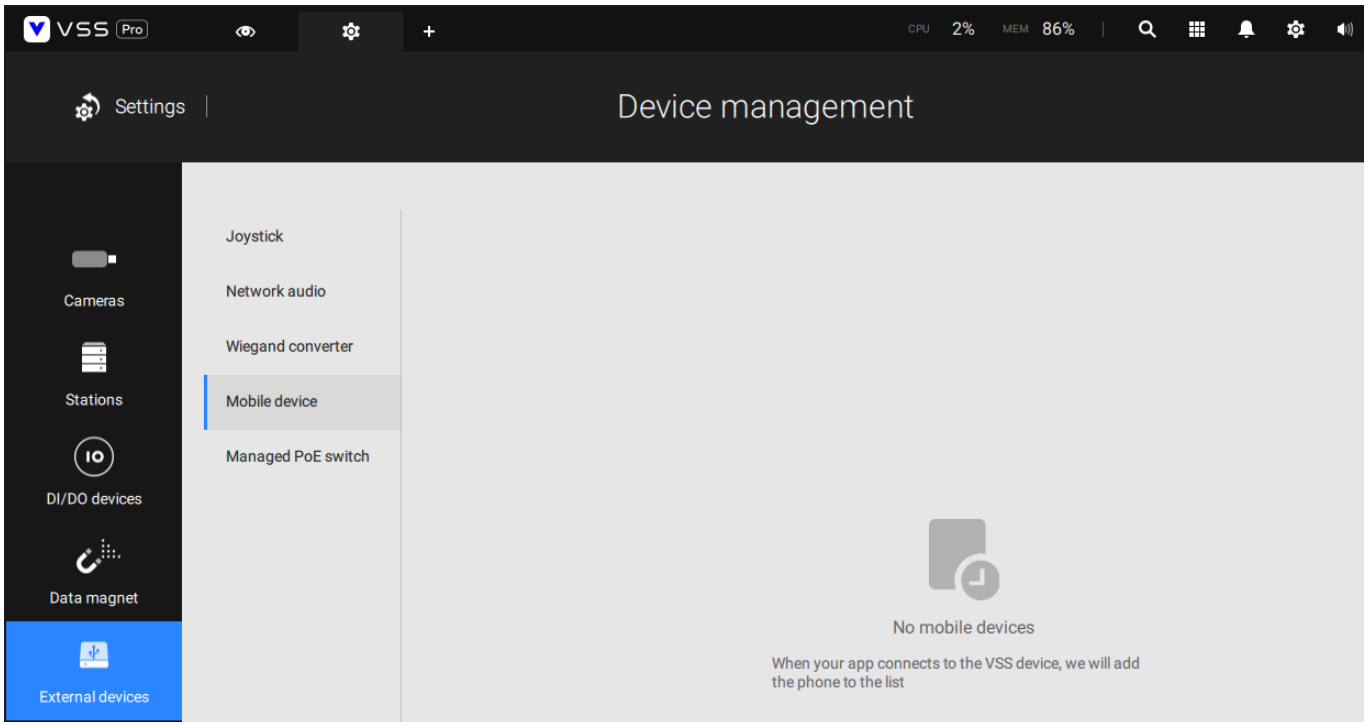 VSS Pro
CPU 2% MEM 86%
Settings
Device management
Cameras
Stations
IO
DI/DO devices
Data magnet
External devices
Joystick
Network audio
Wiegand converter
Mobile device
Managed PoE switch
No mobile devices
When your app connects to the VSS device, we will add
the phone to the list